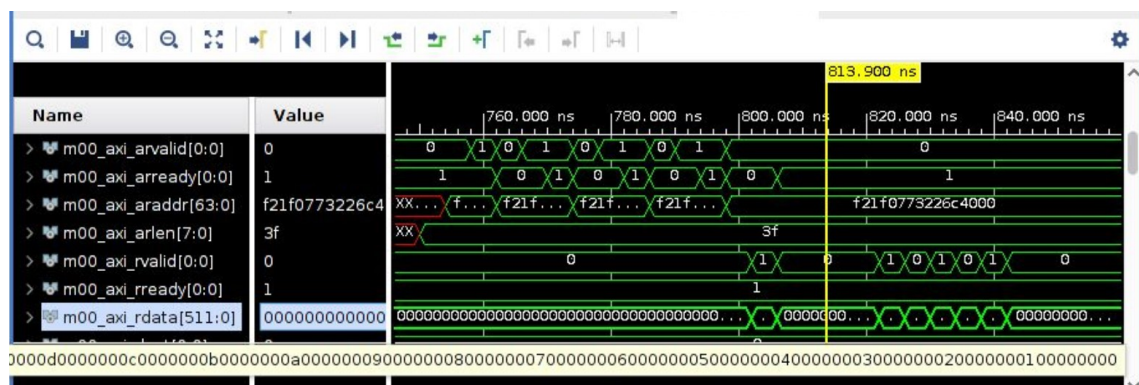 813.900 ns
Name Value
760.000 ns 780.000 ns 800.000 ns 820.000 ns 840.000 ns
m00_axi_arvalid[0:0] 0 0 1 0 1 0 1 0 1 0
m00_axi_arready[0:0] 1 1 0 1 0 1 0 1 0 1
m00_axi_araddr[63:0] f21f0773226c4 XX... f... f21f... f21f... f21f... f21f0773226c4000
m00_axi_arlen[7:0] 3f XX 3f
m00_axi_rvalid[0:0] 0 0 1 0 1 0 1 0 1 0
m00_axi_rready[0:0] 1 1
m00_axi_rdata[511:0] 000000000000 0000000... 00000000...
0000d0000000c0000000b0000000a00000009000000080000000700000006000000050000000400000003000000020000000100000000